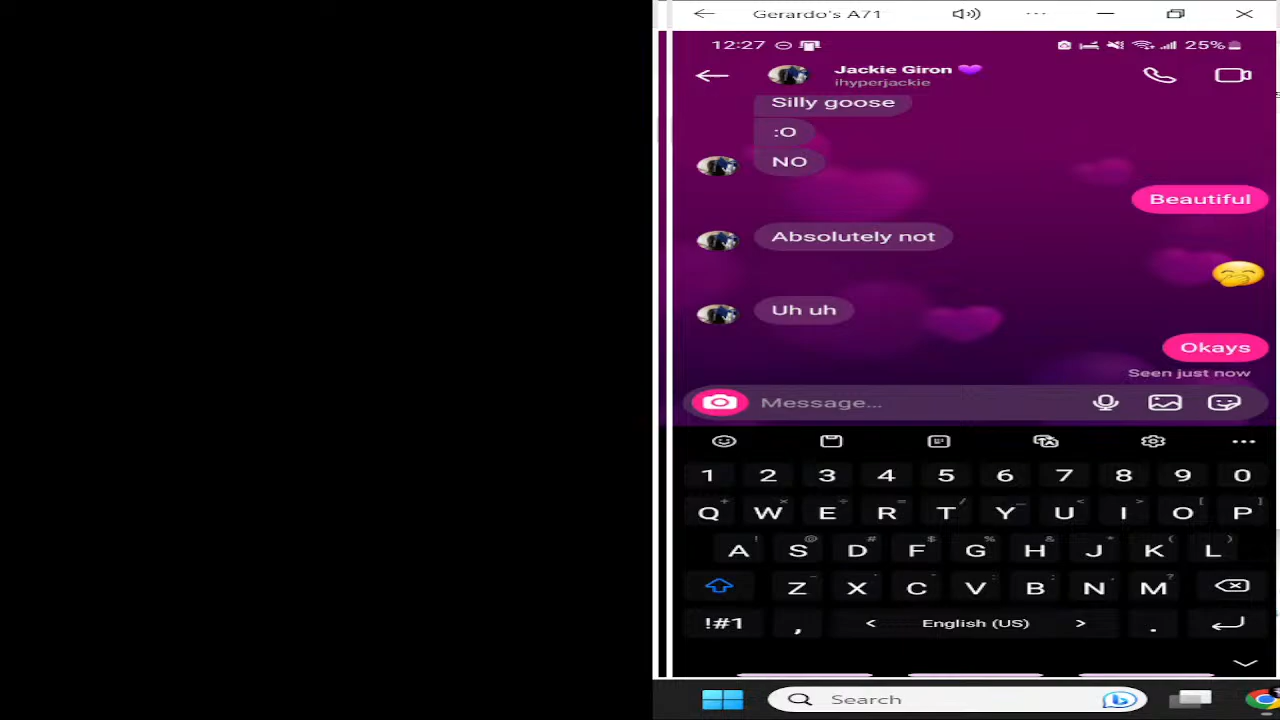 Gerardo's A71
12:27
25%
Jackie Giron 💜
ihyperjackie
Silly goose
:O
NO
Beautiful
Absolutely not
🤭
Uh uh
Okays
Seen just now
Message...
1 2 3 4 5 6 7 8 9 0
Q W E R T Y U I O P
A S D F G H J K L
Z X C V B N M
!#1 , < English (US) > .
Search